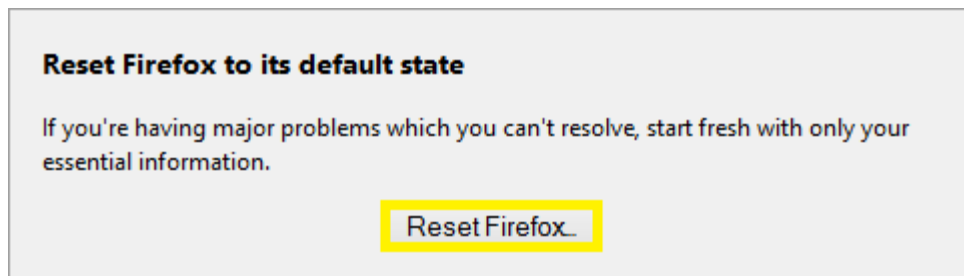 Reset Firefox to its default state
If you're having major problems which you can't resolve, start fresh with only your
essential information.
Reset Firefox...